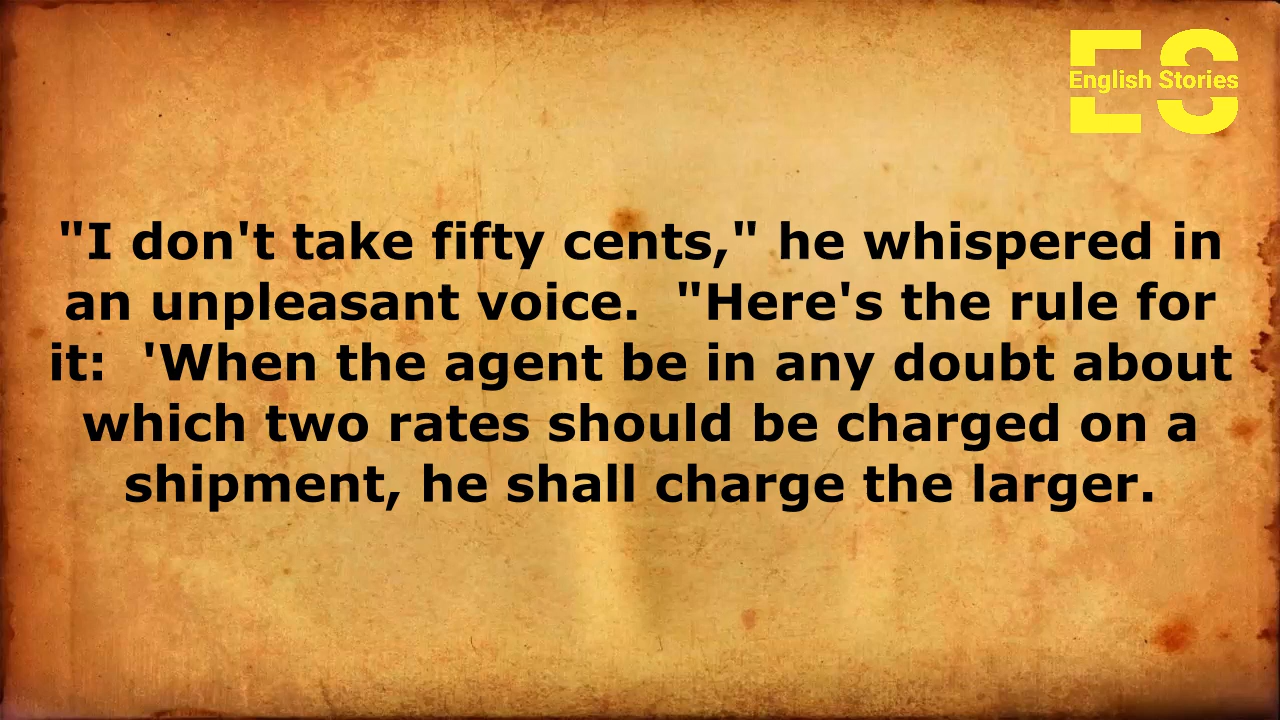 ES
English Stories
"I don't take fifty cents," he whispered in
an unpleasant voice.  "Here's the rule for
it:  'When the agent be in any doubt about
which two rates should be charged on a
shipment, he shall charge the larger.